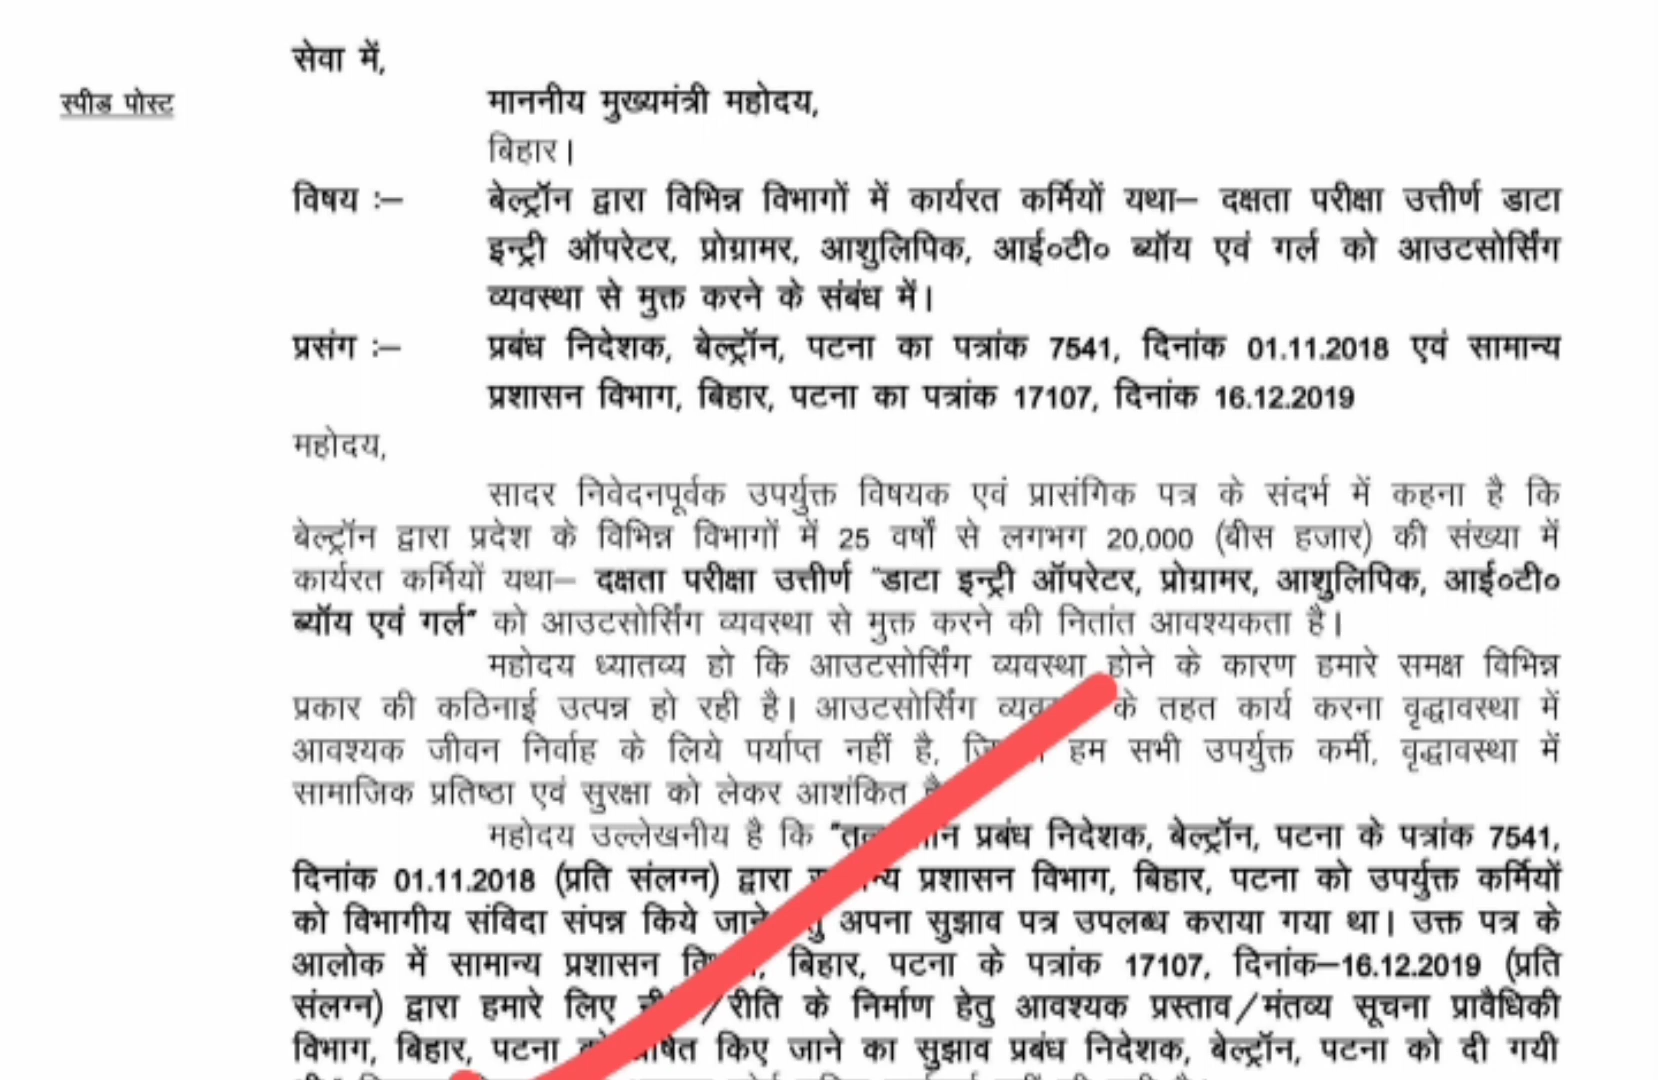 सेवा में,
स्पीड पोस्ट
माननीय मुख्यमंत्री महोदय,
बिहार।
विषय :– बेल्ट्रॉन द्वारा विभिन्न विभागों में कार्यरत कर्मियों यथा– दक्षता परीक्षा उत्तीर्ण डाटा
इन्ट्री ऑपरेटर, प्रोग्रामर, आशुलिपिक, आई०टी० ब्यॉय एवं गर्ल को आउटसोर्सिंग
व्यवस्था से मुक्त करने के संबंध में।
प्रसंग :– प्रबंध निदेशक, बेल्ट्रॉन, पटना का पत्रांक 7541, दिनांक 01.11.2018 एवं सामान्य
प्रशासन विभाग, बिहार, पटना का पत्रांक 17107, दिनांक 16.12.2019
महोदय,
सादर निवेदनपूर्वक उपर्युक्त विषयक एवं प्रासंगिक पत्र के संदर्भ में कहना है कि
बेल्ट्रॉन द्वारा प्रदेश के विभिन्न विभागों में 25 वर्षों से लगभग 20,000 (बीस हजार) की संख्या में
कार्यरत कर्मियों यथा– दक्षता परीक्षा उत्तीर्ण "डाटा इन्ट्री ऑपरेटर, प्रोग्रामर, आशुलिपिक, आई०टी०
ब्यॉय एवं गर्ल" को आउटसोर्सिंग व्यवस्था से मुक्त करने की नितांत आवश्यकता है।
महोदय ध्यातव्य हो कि आउटसोर्सिंग व्यवस्था होने के कारण हमारे समक्ष विभिन्न
प्रकार की कठिनाई उत्पन्न हो रही है। आउटसोर्सिंग के तहत कार्य करना वृद्धावस्था में
आवश्यक जीवन निर्वाह के लिये पर्याप्त नहीं है, हम सभी उपर्युक्त कर्मी, वृद्धावस्था में
सामाजिक प्रतिष्ठा एवं सुरक्षा को लेकर आशंकित
महोदय उल्लेखनीय है कि प्रबंध निदेशक, बेल्ट्रॉन, पटना के पत्रांक 7541,
दिनांक 01.11.2018 (प्रति संलग्न) द्वारा प्रशासन विभाग, बिहार, पटना को उपर्युक्त कर्मियों
को विभागीय संविदा संपन्न किये जाने अपना सुझाव पत्र उपलब्ध कराया गया था। उक्त पत्र के
आलोक में सामान्य प्रशासन बिहार, पटना के पत्रांक 17107, दिनांक–16.12.2019 (प्रति
संलग्न) द्वारा हमारे लिए /रीति के निर्माण हेतु आवश्यक प्रस्ताव/मंतव्य सूचना प्रावैधिकी
विभाग, बिहार, पटना किए जाने का सुझाव प्रबंध निदेशक, बेल्ट्रॉन, पटना को दी गयी